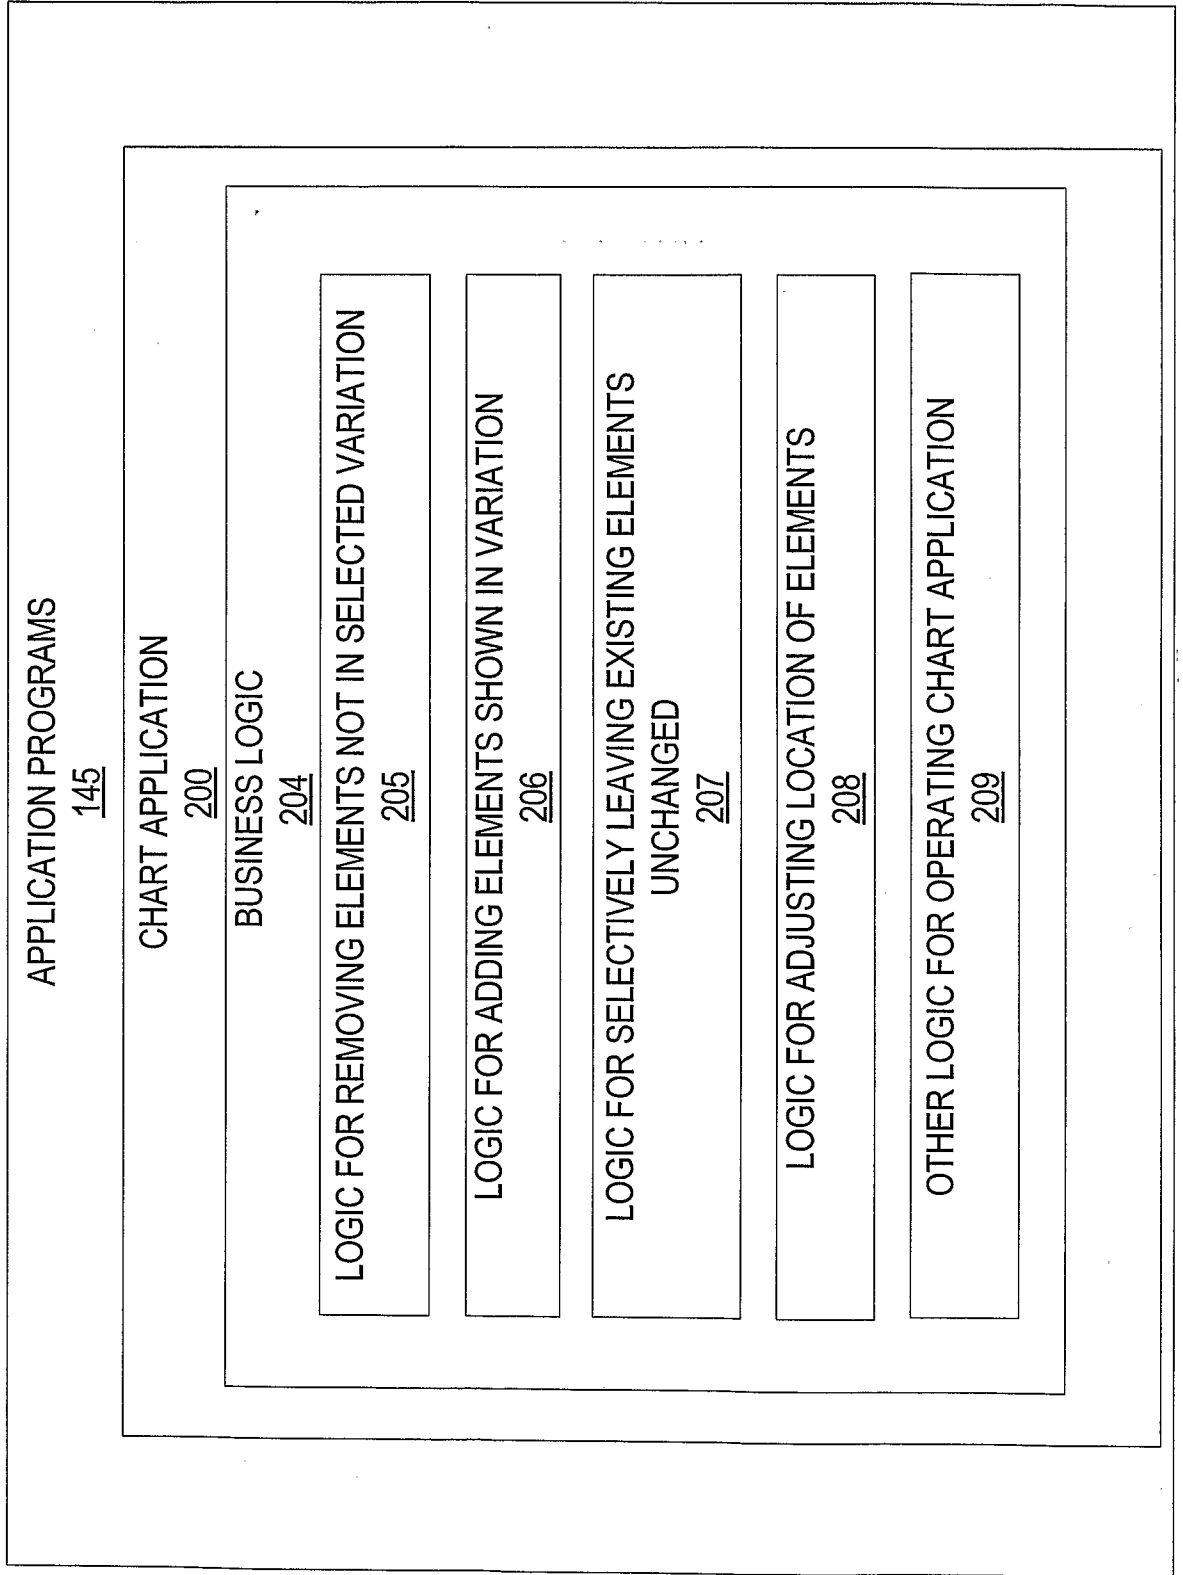 APPLICATION PROGRAMS
145
CHART APPLICATION
200
BUSINESS LOGIC
204
LOGIC FOR REMOVING ELEMENTS NOT IN SELECTED VARIATION
205
LOGIC FOR ADDING ELEMENTS SHOWN IN VARIATION
206
LOGIC FOR SELECTIVELY LEAVING EXISTING ELEMENTS
UNCHANGED
207
LOGIC FOR ADJUSTING LOCATION OF ELEMENTS
208
OTHER LOGIC FOR OPERATING CHART APPLICATION
209